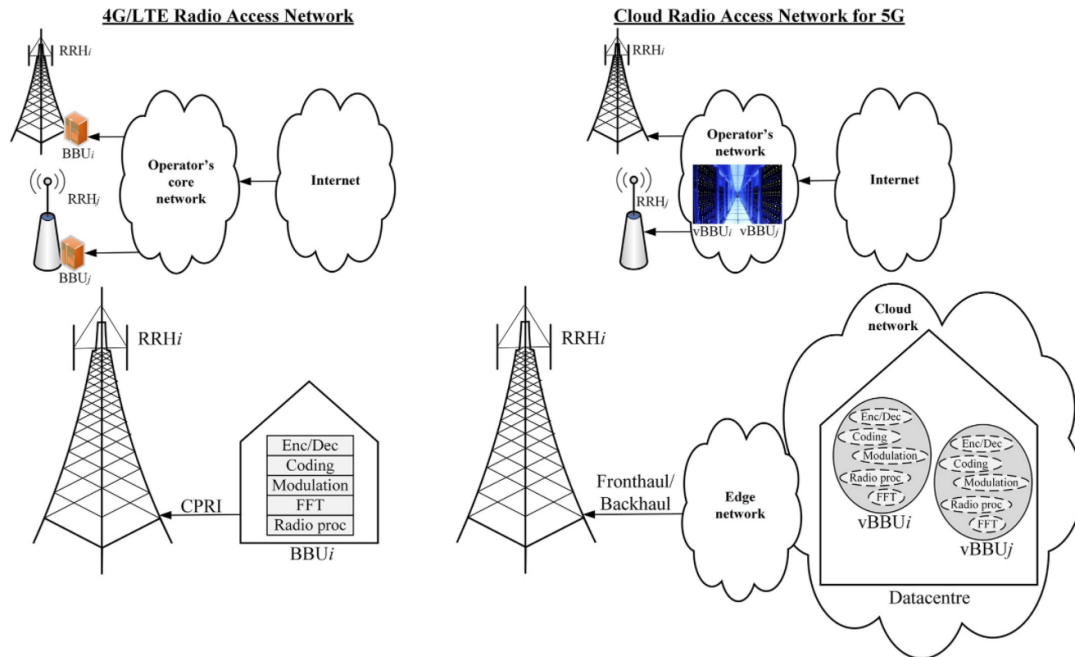 4G/LTE Radio Access Network
RRHi
BBUi
RRHj
BBUj
Operator's
core
network
Internet
RRHi
CPRI
Enc/Dec
Coding
Modulation
FFT
Radio proc
BBUi
Cloud Radio Access Network for 5G
RRHi
RRHj
Operator's
network
vBBUi vBBUj
Internet
RRHi
Fronthaul/
Backhaul
Edge
network
Cloud
network
Enc/Dec
Coding
Modulation
Radio proc
FFT
vBBUi
Enc/Dec
Coding
Modulation
Radio proc
FFT
vBBUj
Datacentre